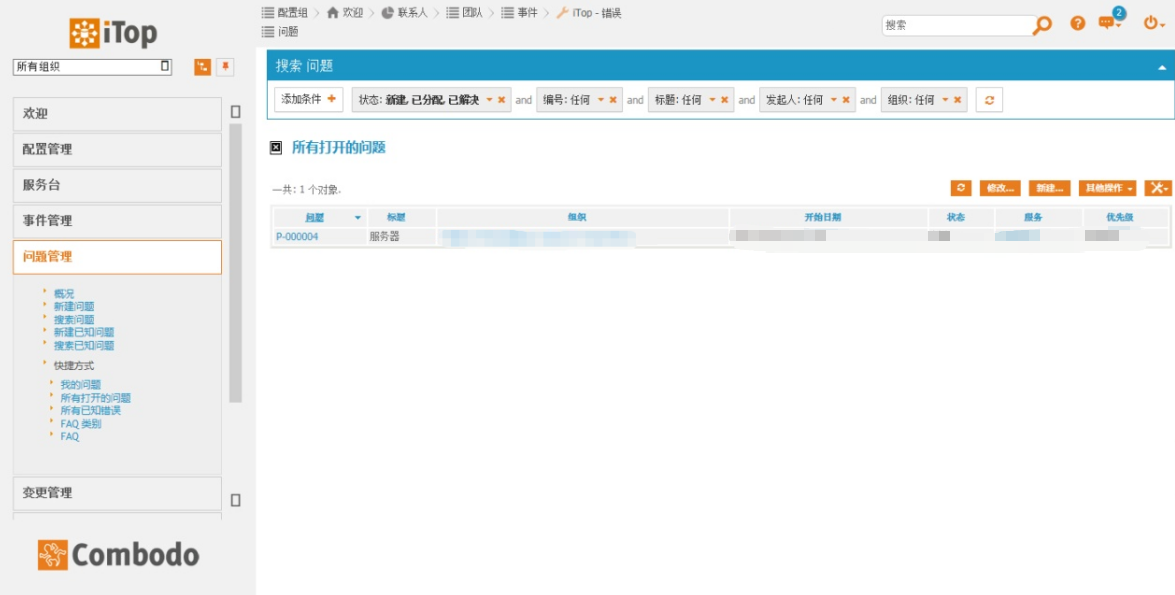 iTop
所有组织
欢迎
配置管理
服务台
事件管理
问题管理
概况
新建问题
搜索问题
新建已知问题
搜索已知问题
快捷方式
我的问题
所有打开的问题
所有已知错误
FAQ 类别
FAQ
变更管理
Combodo
配置组 > 欢迎 > 联系人 > 团队 > 事件 > iTop - 错误
问题
搜索
2
搜索 问题
添加条件 状态: 新建, 已分配, 已解决 and 编号: 任何 and 标题: 任何 and 发起人: 任何 and 组织: 任何
所有打开的问题
一共: 1 个对象.
修改... 新建... 其他操作
问题 标题 组织 开始日期 状态 服务 优先级
P-000004 服务器